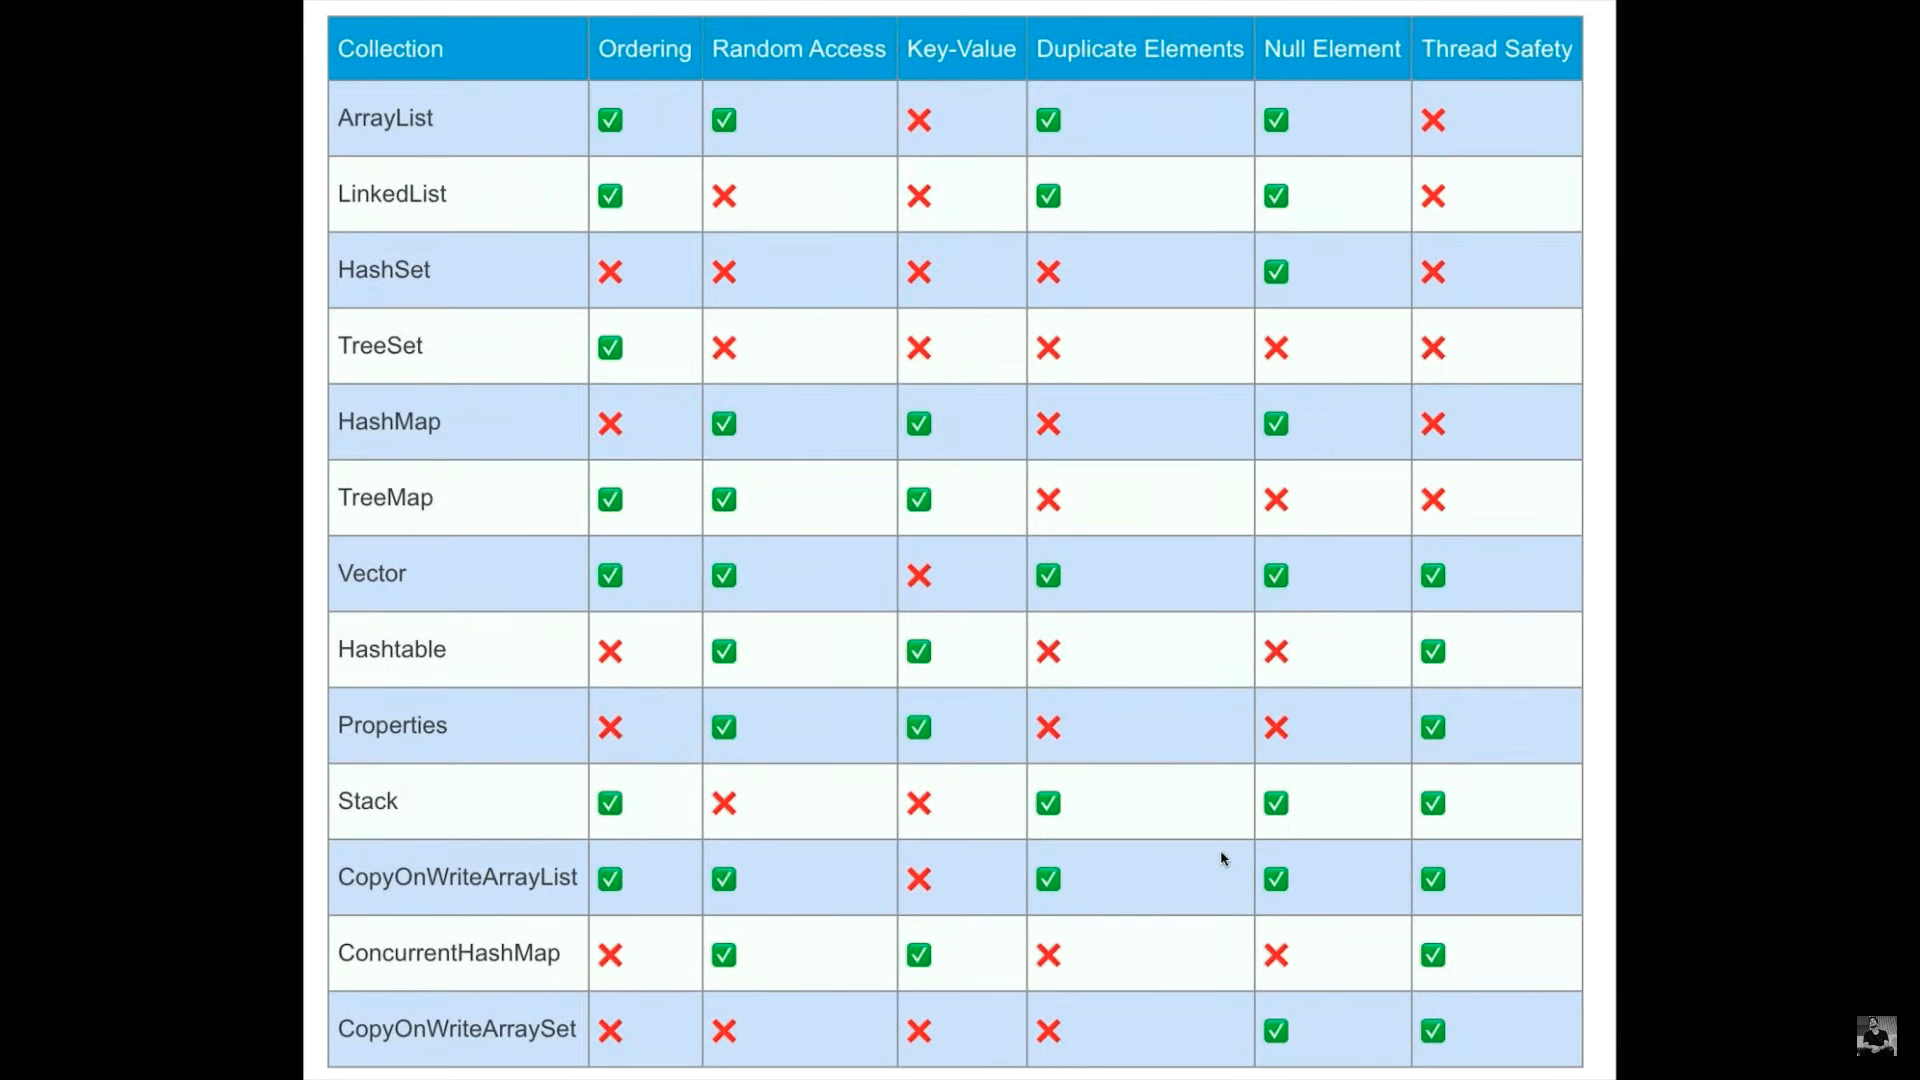 Collection Ordering Random Access Key-Value Duplicate Elements Null Element Thread Safety
ArrayList ✅ ✅ ❌ ✅ ✅ ❌
LinkedList ✅ ❌ ❌ ✅ ✅ ❌
HashSet ❌ ❌ ❌ ❌ ✅ ❌
TreeSet ✅ ❌ ❌ ❌ ❌ ❌
HashMap ❌ ✅ ✅ ❌ ✅ ❌
TreeMap ✅ ✅ ✅ ❌ ❌ ❌
Vector ✅ ✅ ❌ ✅ ✅ ✅
Hashtable ❌ ✅ ✅ ❌ ❌ ✅
Properties ❌ ✅ ✅ ❌ ❌ ✅
Stack ✅ ❌ ❌ ✅ ✅ ✅
CopyOnWriteArrayList ✅ ✅ ❌ ✅ ✅ ✅
ConcurrentHashMap ❌ ✅ ✅ ❌ ❌ ✅
CopyOnWriteArraySet ❌ ❌ ❌ ❌ ✅ ✅